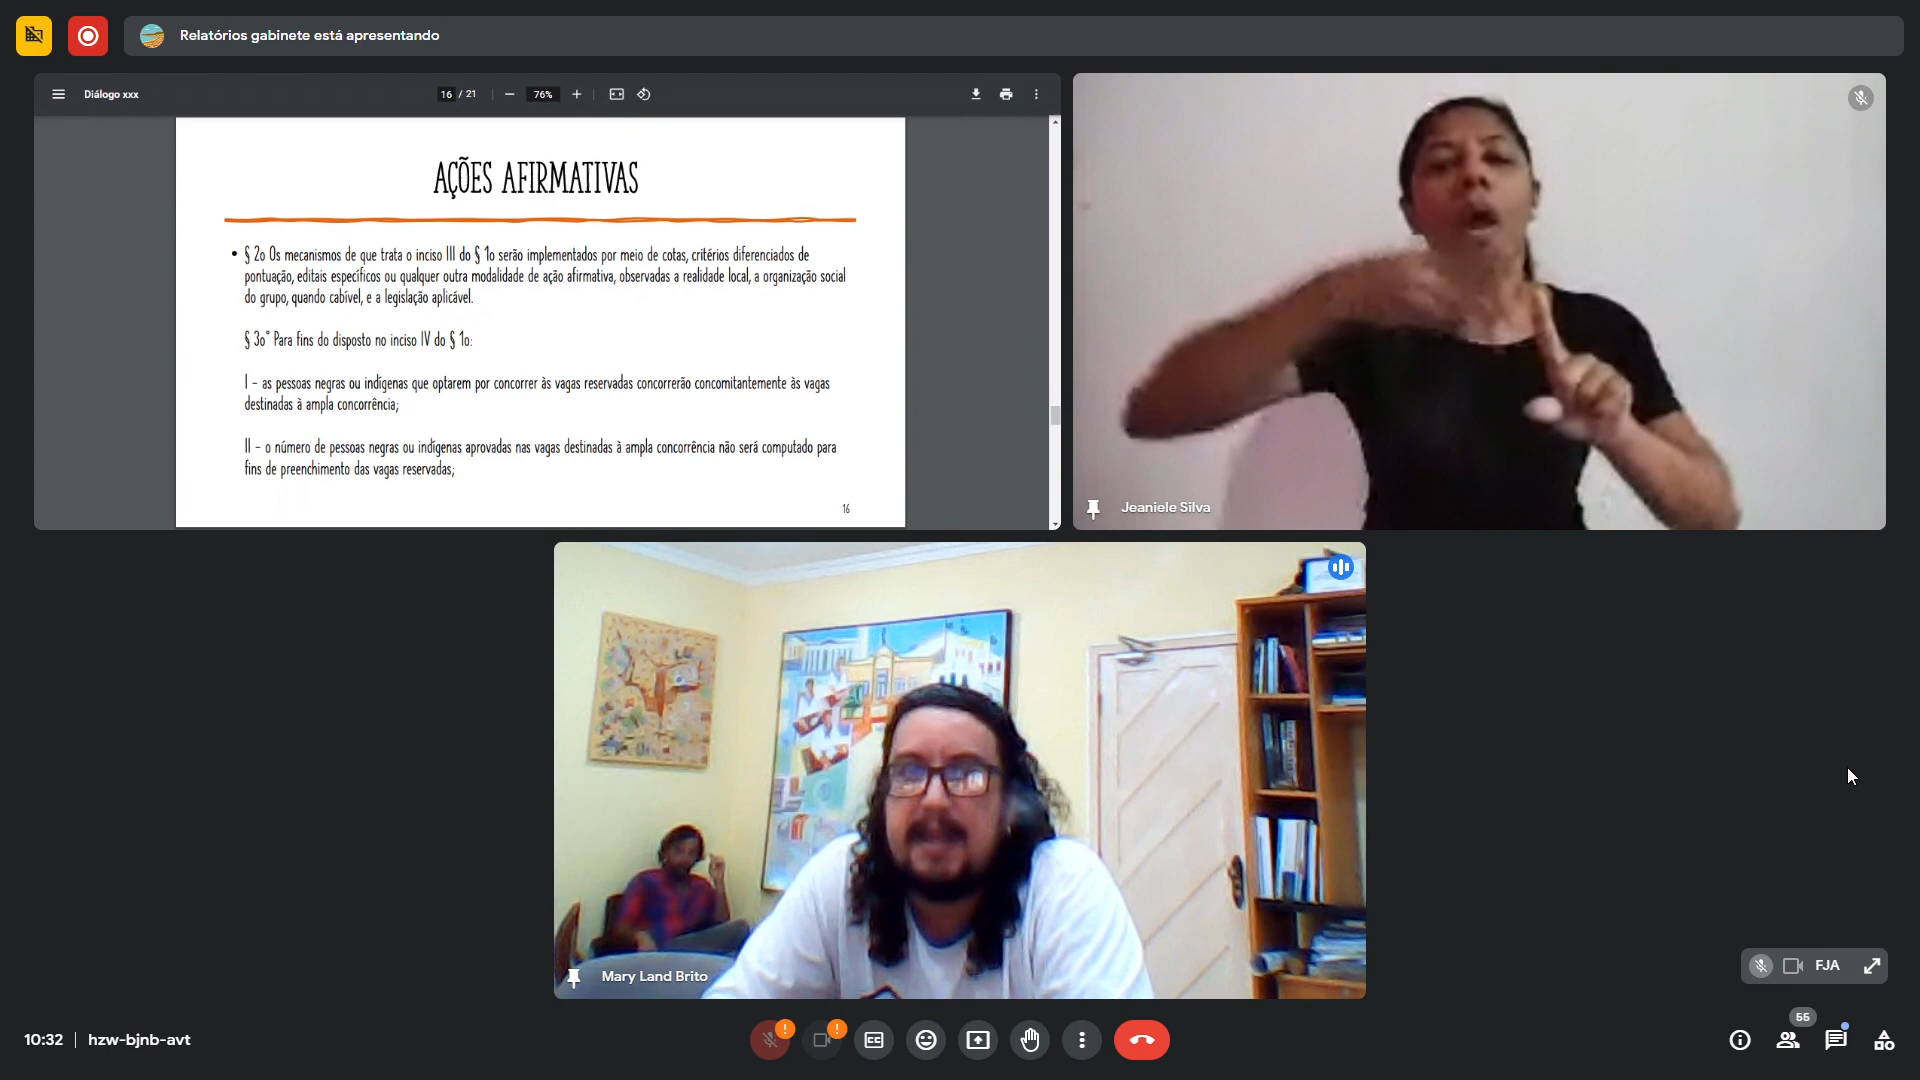 Relatórios gabinete está apresentando
Diálogo xxx
16 / 21
76%
AÇÕES AFIRMATIVAS
• § 2o Os mecanismos de que trata o inciso III do § 1o serão implementados por meio de cotas, critérios diferenciados de
pontuação, editais específicos ou qualquer outra modalidade de ação afirmativa, observadas a realidade local, a organização social
do grupo, quando cabível, e a legislação aplicável.
§ 3o° Para fins do disposto no inciso IV do § 1o:
I - as pessoas negras ou indígenas que optarem por concorrer às vagas reservadas concorrerão concomitantemente às vagas
destinadas à ampla concorrência;
II - o número de pessoas negras ou indígenas aprovadas nas vagas destinadas à ampla concorrência não será computado para
fins de preenchimento das vagas reservadas;
16
Jeaniele Silva
Mary Land Brito
FJA
10:32
hzw-bjnb-avt
55